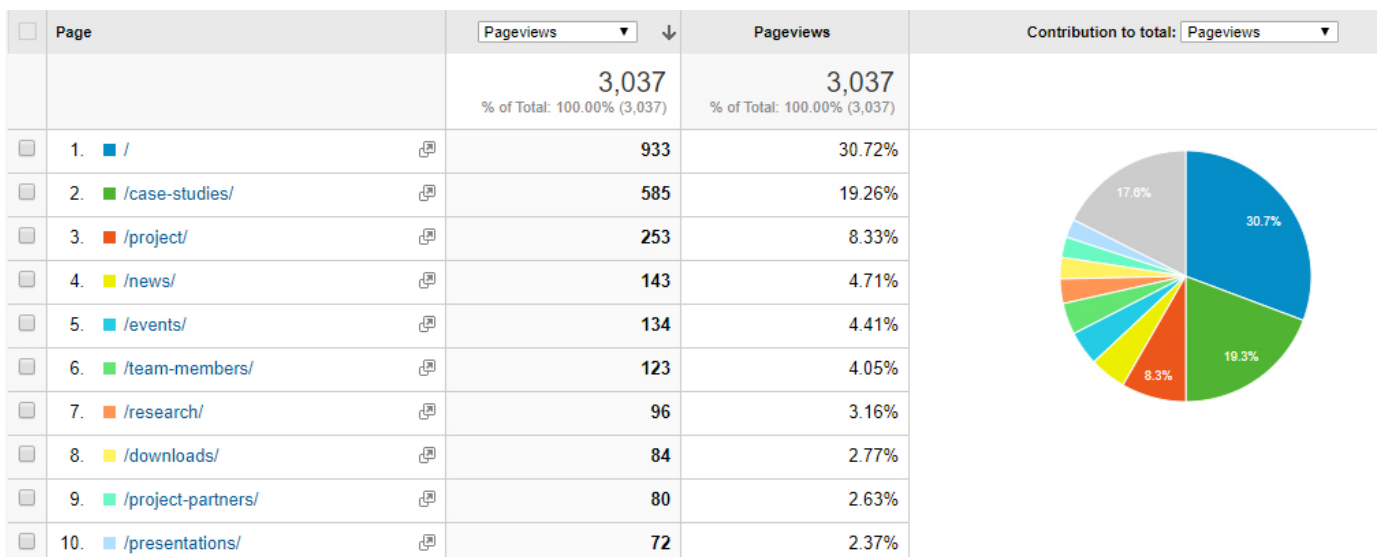 Page Pageviews Pageviews Contribution to total: Pageviews
3,037 3,037
% of Total: 100.00% (3,037) % of Total: 100.00% (3,037)
1. / 933 30.72%
2. /case-studies/ 585 19.26%
3. /project/ 253 8.33%
4. /news/ 143 4.71%
5. /events/ 134 4.41%
6. /team-members/ 123 4.05%
7. /research/ 96 3.16%
8. /downloads/ 84 2.77%
9. /project-partners/ 80 2.63%
10. /presentations/ 72 2.37%
17.6%
30.7%
19.3%
8.3%